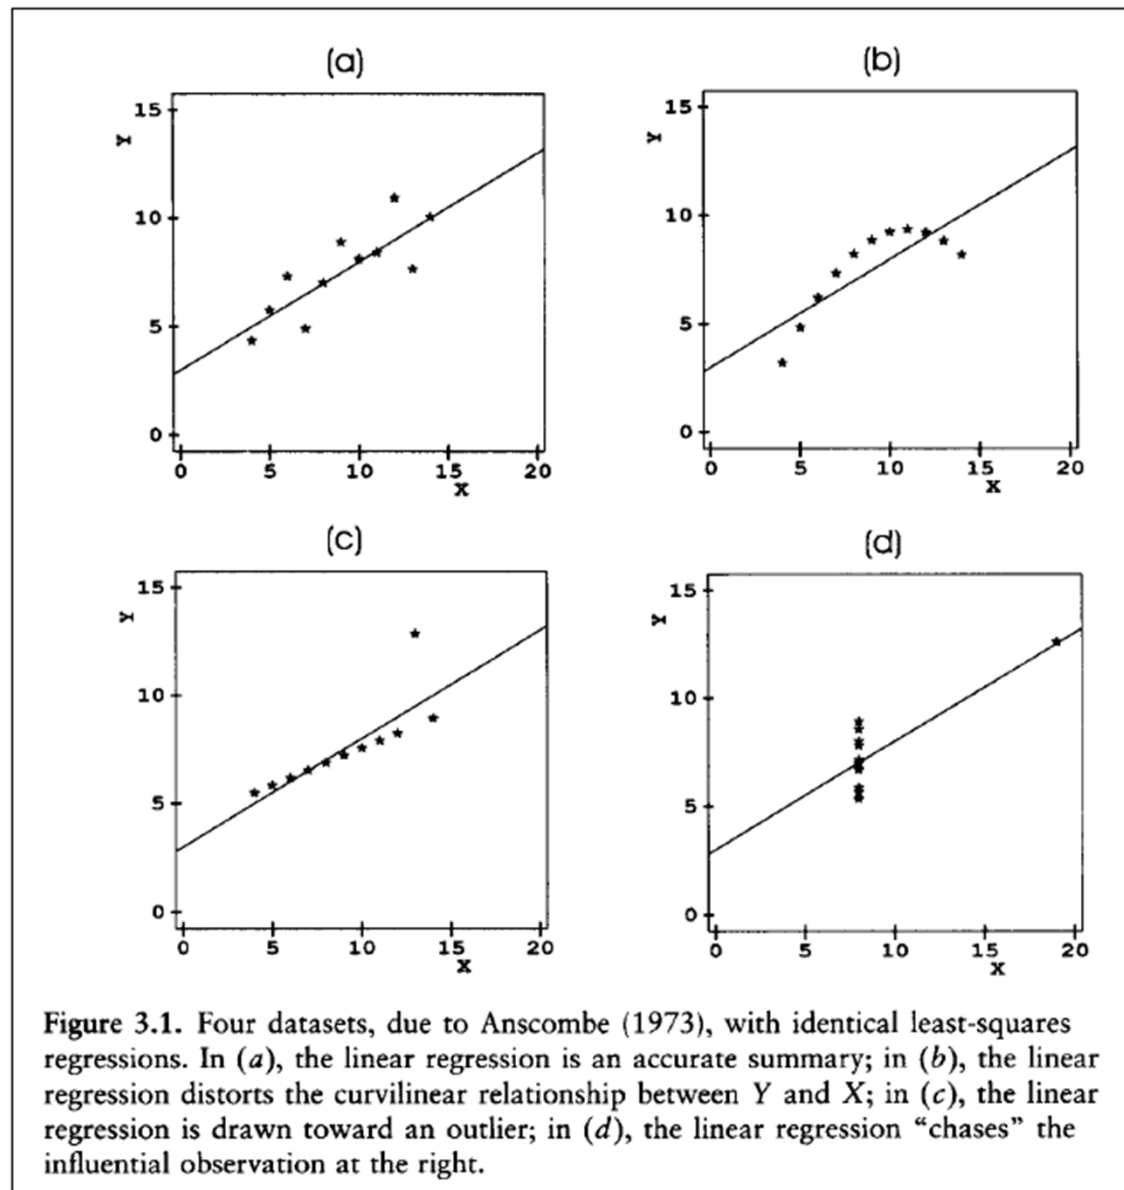 (a)
15
Y
10
5
0
0 5 10 15 20
X
(b)
15
Y
10
5
0
0 5 10 15 20
X
(c)
15
Y
10
5
0
0 5 10 15 20
X
(d)
15
Y
10
5
0
0 5 10 15 20
X
Figure 3.1. Four datasets, due to Anscombe (1973), with identical least-squares
regressions. In (a), the linear regression is an accurate summary; in (b), the linear
regression distorts the curvilinear relationship between Y and X; in (c), the linear
regression is drawn toward an outlier; in (d), the linear regression “chases” the
influential observation at the right.